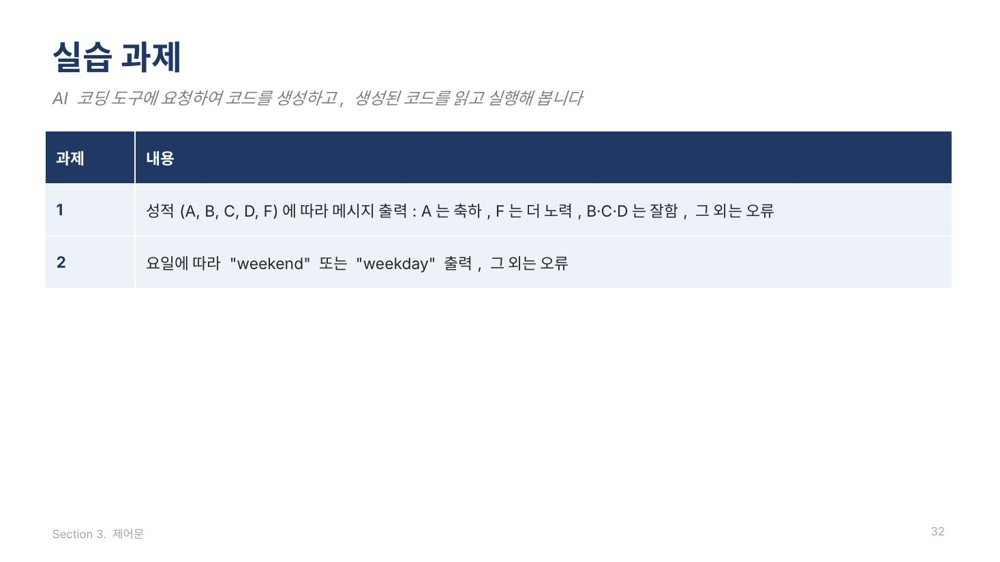 실습 과제
AI 코딩 도구에 요청하여 코드를 생성하고, 생성된 코드를 읽고 실행해 봅니다
과제 내용
1 성적 (A, B, C, D, F) 에 따라 메시지 출력 : A 는 축하 , F 는 더 노력 , B·C·D 는 잘함 , 그 외는 오류
2 요일에 따라 "weekend" 또는 "weekday" 출력 , 그 외는 오류
Section 3. 제어문
32